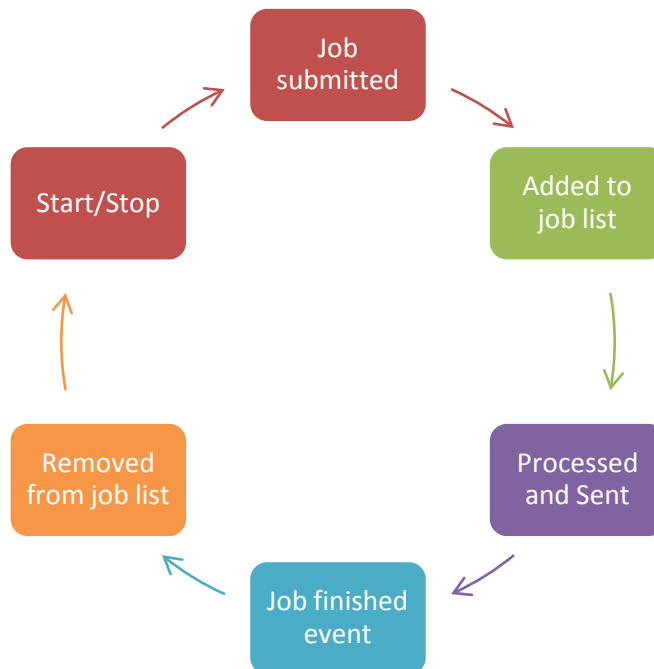 Job
submitted
Added to
job list
Processed
and Sent
Job finished
event
Removed
from job list
Start/Stop